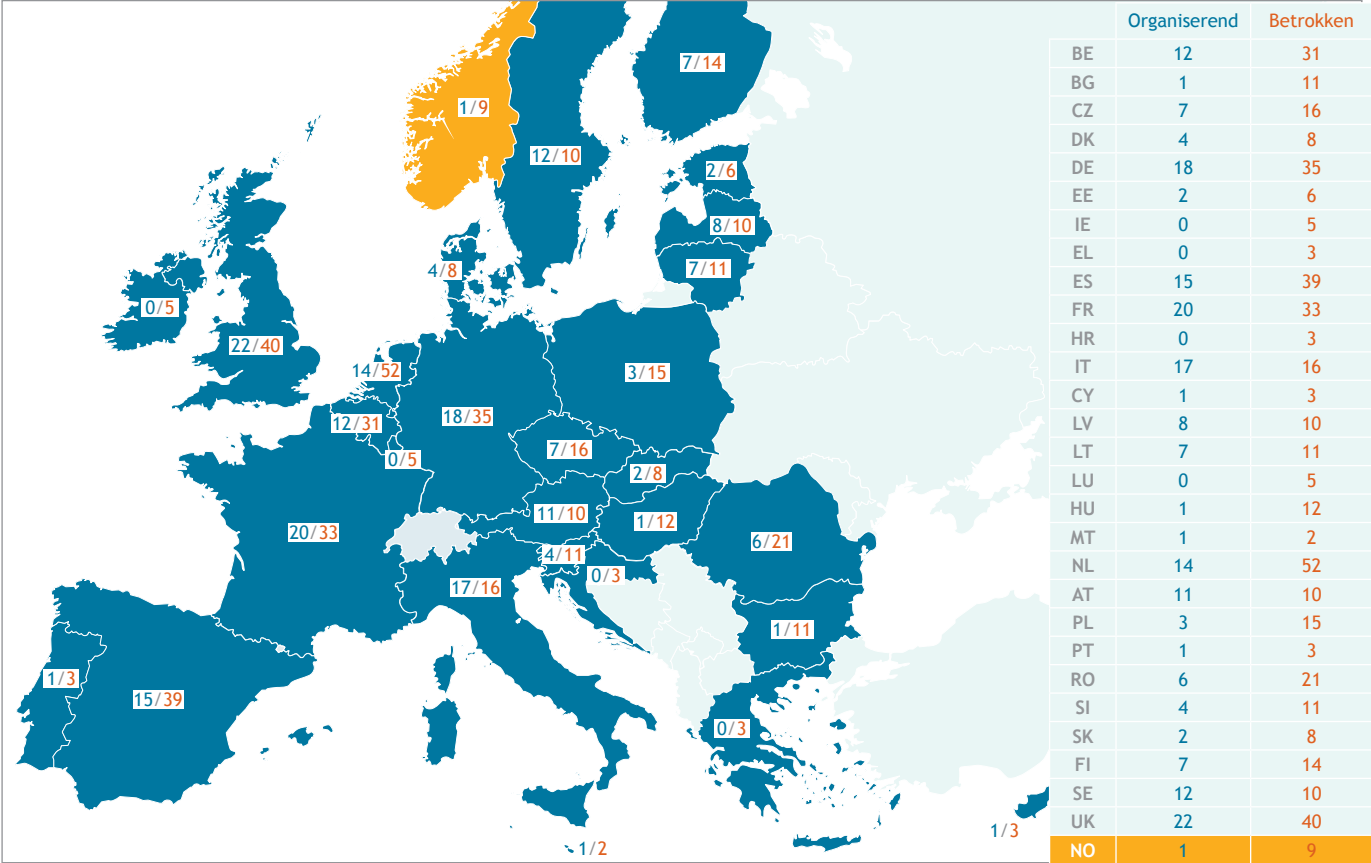 7/14
1/9
12/10
2/6
8/10
4/8
7/11
0/5
22/40
14/52
3/15
12/31
18/35
7/16
0/5
2/8
11/10
1/12
20/33
6/21
4/11
0/3
17/16
1/11
1/3
15/39
0/3
1/3
1/2
Organiserend Betrokken
BE 12 31
BG 1 11
CZ 7 16
DK 4 8
DE 18 35
EE 2 6
IE 0 5
EL 0 3
ES 15 39
FR 20 33
HR 0 3
IT 17 16
CY 1 3
LV 8 10
LT 7 11
LU 0 5
HU 1 12
MT 1 2
NL 14 52
AT 11 10
PL 3 15
PT 1 3
RO 6 21
SI 4 11
SK 2 8
FI 7 14
SE 12 10
UK 22 40
NO 1 9